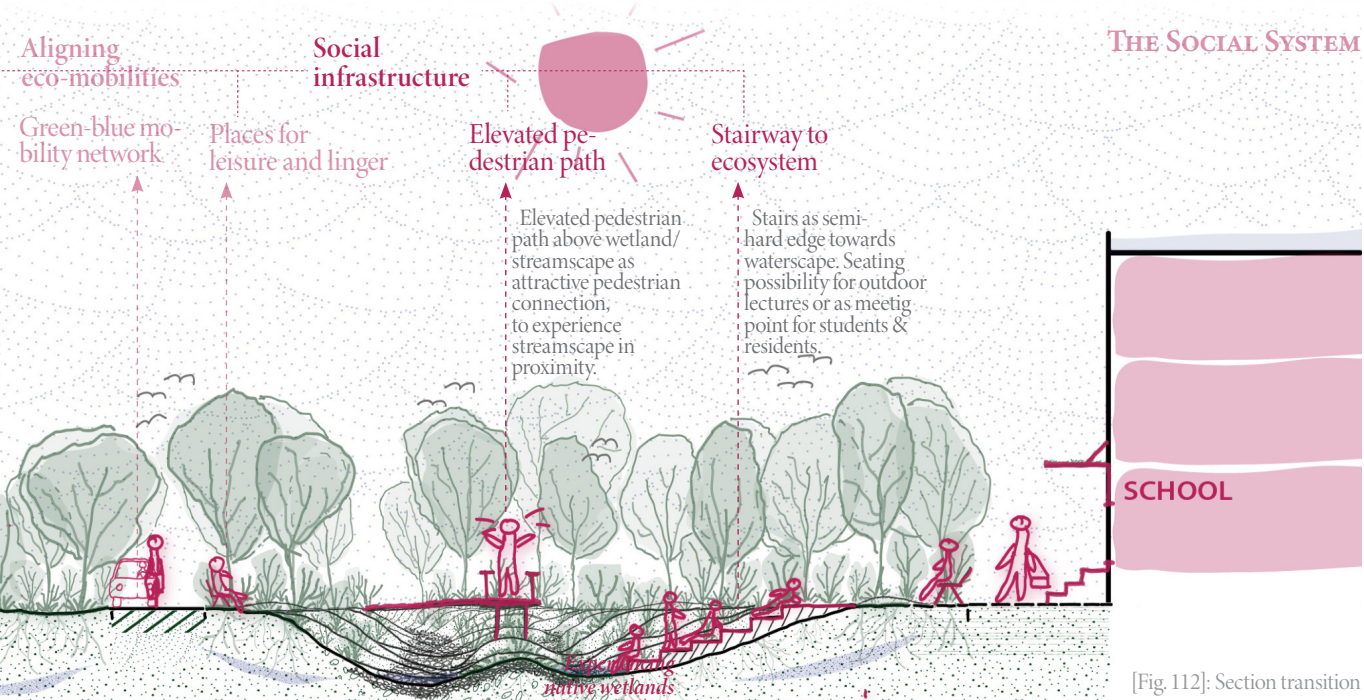 THE SOCIAL SYSTEM
Aligning
eco-mobilities
Social
infrastructure
Green-blue mo-
bility network
Places for
leisure and linger
Elevated pe-
destrian path
Stairway to
ecosystem
Elevated pedestrian
path above wetland/
streamscape as
attractive pedestrian
connection,
to experience
streamscape in
proximity.
Stairs as semi-
hard edge towards
waterscape. Seating
possibility for outdoor
lectures or as meetig
point for students &
residents.
SCHOOL
Experiencing
native wetlands
[Fig. 112]: Section transition